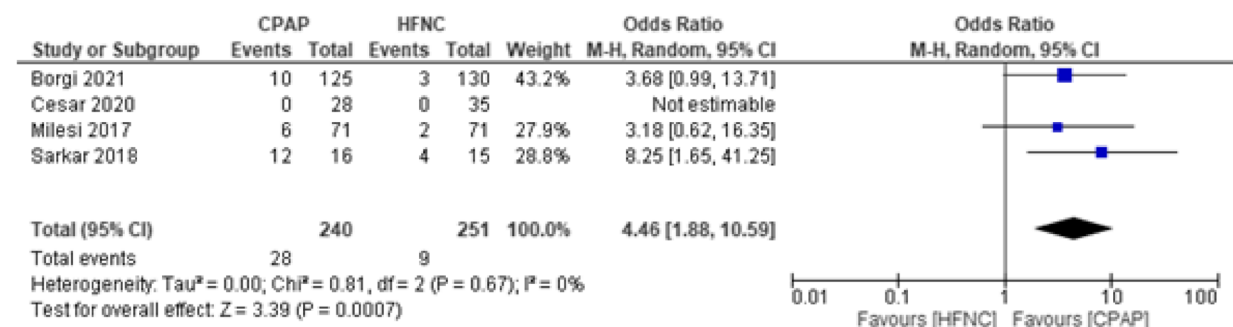 CPAP HFNC Odds Ratio Odds Ratio
Study or Subgroup Events Total Events Total Weight M-H, Random, 95% CI M-H, Random, 95% CI
Borgi 2021 10 125 3 130 43.2% 3.68 [0.99, 13.71]
Cesar 2020 0 28 0 35 Not estimable
Milesi 2017 6 71 2 71 27.9% 3.18 [0.62, 16.35]
Sarkar 2018 12 16 4 15 28.8% 8.25 [1.65, 41.25]
Total (95% CI) 240 251 100.0% 4.46 [1.88, 10.59]
Total events 28 9
Heterogeneity: Tau² = 0.00; Chi² = 0.81, df = 2 (P = 0.67); I² = 0%
Test for overall effect: Z = 3.39 (P = 0.0007)
0.01 0.1 1 10 100
Favours [HFNC] Favours [CPAP]